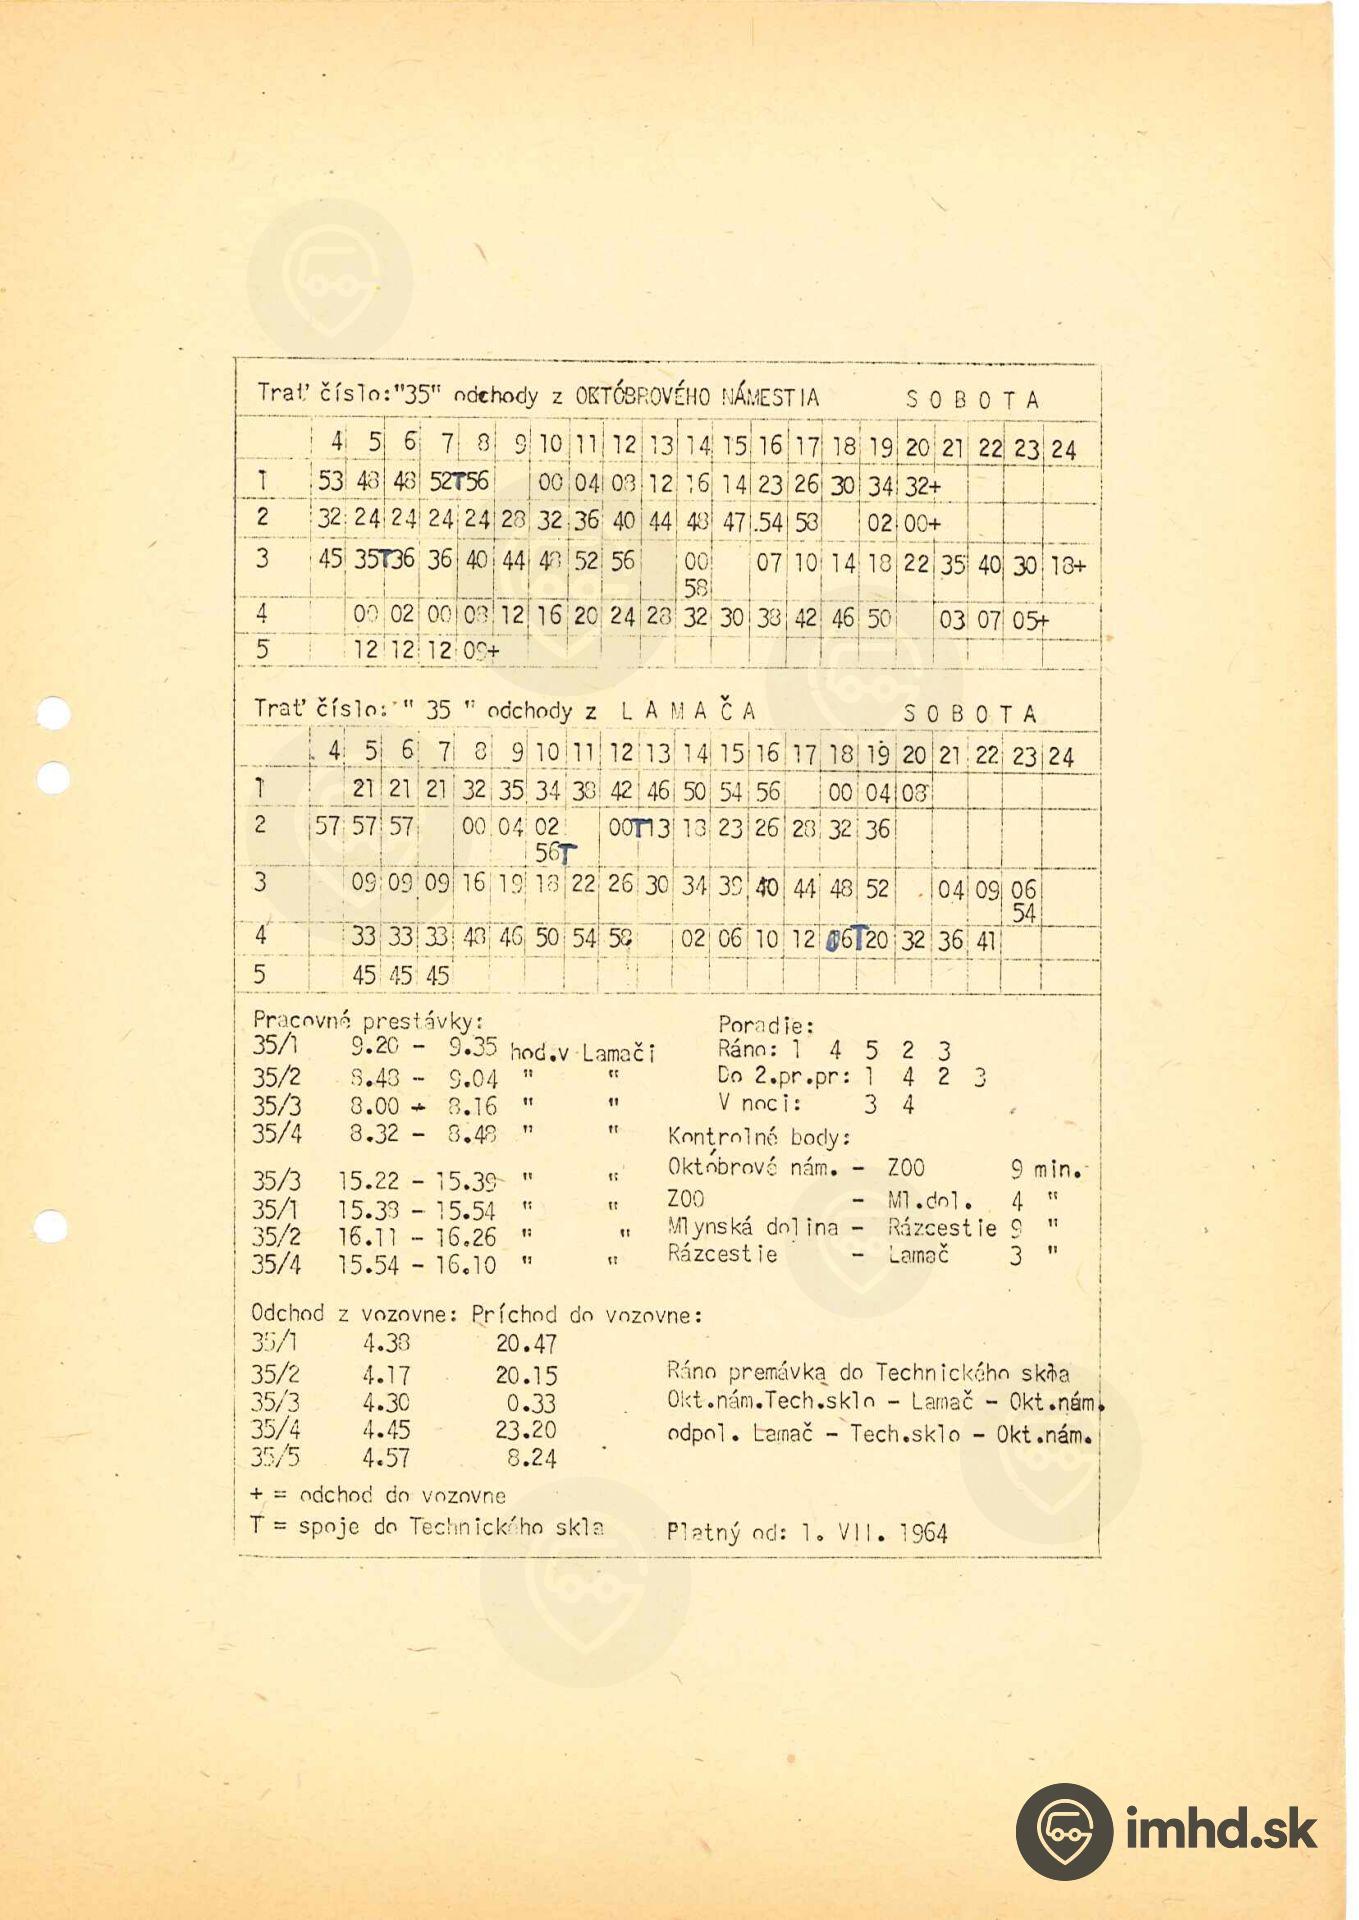 Trať číslo:"35" odchody z OKTÓBROVÉHO NÁMESTIA S O B O T A
4 5 6 7 8 9 10 11 12 13 14 15 16 17 18 19 20 21 22 23 24
1 53 48 48 52T56 00 04 08 12 16 14 23 26 30 34 32+
2 32 24 24 24 24 28 32 36 40 44 48 47 54 58 02 00+
3 45 35T36 36 40 44 48 52 56 00 07 10 14 18 22 35 40 30 18+
58
4 00 02 00 08 12 16 20 24 28 32 30 38 42 46 50 03 07 05+
5 12 12 12 09+
Trať číslo: " 35 " odchody z L A M A Č A S O B O T A
4 5 6 7 8 9 10 11 12 13 14 15 16 17 18 19 20 21 22 23 24
1 21 21 21 32 35 34 38 42 46 50 54 56 00 04 08
2 57 57 57 00 04 02 00T13 18 23 26 28 32 36
56T
3 09 09 09 16 19 18 22 26 30 34 39 40 44 48 52 04 09 06
54
4 33 33 33 48 46 50 54 58 02 06 10 12 06T20 32 36 41
5 45 45 45
Pracovné prestávky: Poradie:
35/1 9.20 - 9.35 hod.v Lamači Ráno: 1 4 5 2 3
35/2 8.48 - 9.04 " " Do 2.pr.pr: 1 4 2 3
35/3 8.00 - 8.16 " " V noci: 3 4
35/4 8.32 - 8.48 " " Kontrolné body:
Októbrové nám. - ZOO 9 min.
35/3 15.22 - 15.39 " "
35/1 15.38 - 15.54 " " ZOO - Ml.dol. 4 "
35/2 16.11 - 16.26 " " Mlynská dolina - Rázcestie 9 "
35/4 15.54 - 16.10 " " Rázcestie - Lamač 3 "
Odchod z vozovne: Príchod do vozovne:
35/1 4.38 20.47
35/2 4.17 20.15 Ráno premávka do Technického skla
35/3 4.30 0.33 Okt.nám.Tech.sklo - Lamač - Okt.nám.
35/4 4.45 23.20 odpol. Lamač - Tech.sklo - Okt.nám.
35/5 4.57 8.24
+ = odchod do vozovne
T = spoje do Technického skla Platný od: 1. VII. 1964
imhd.sk